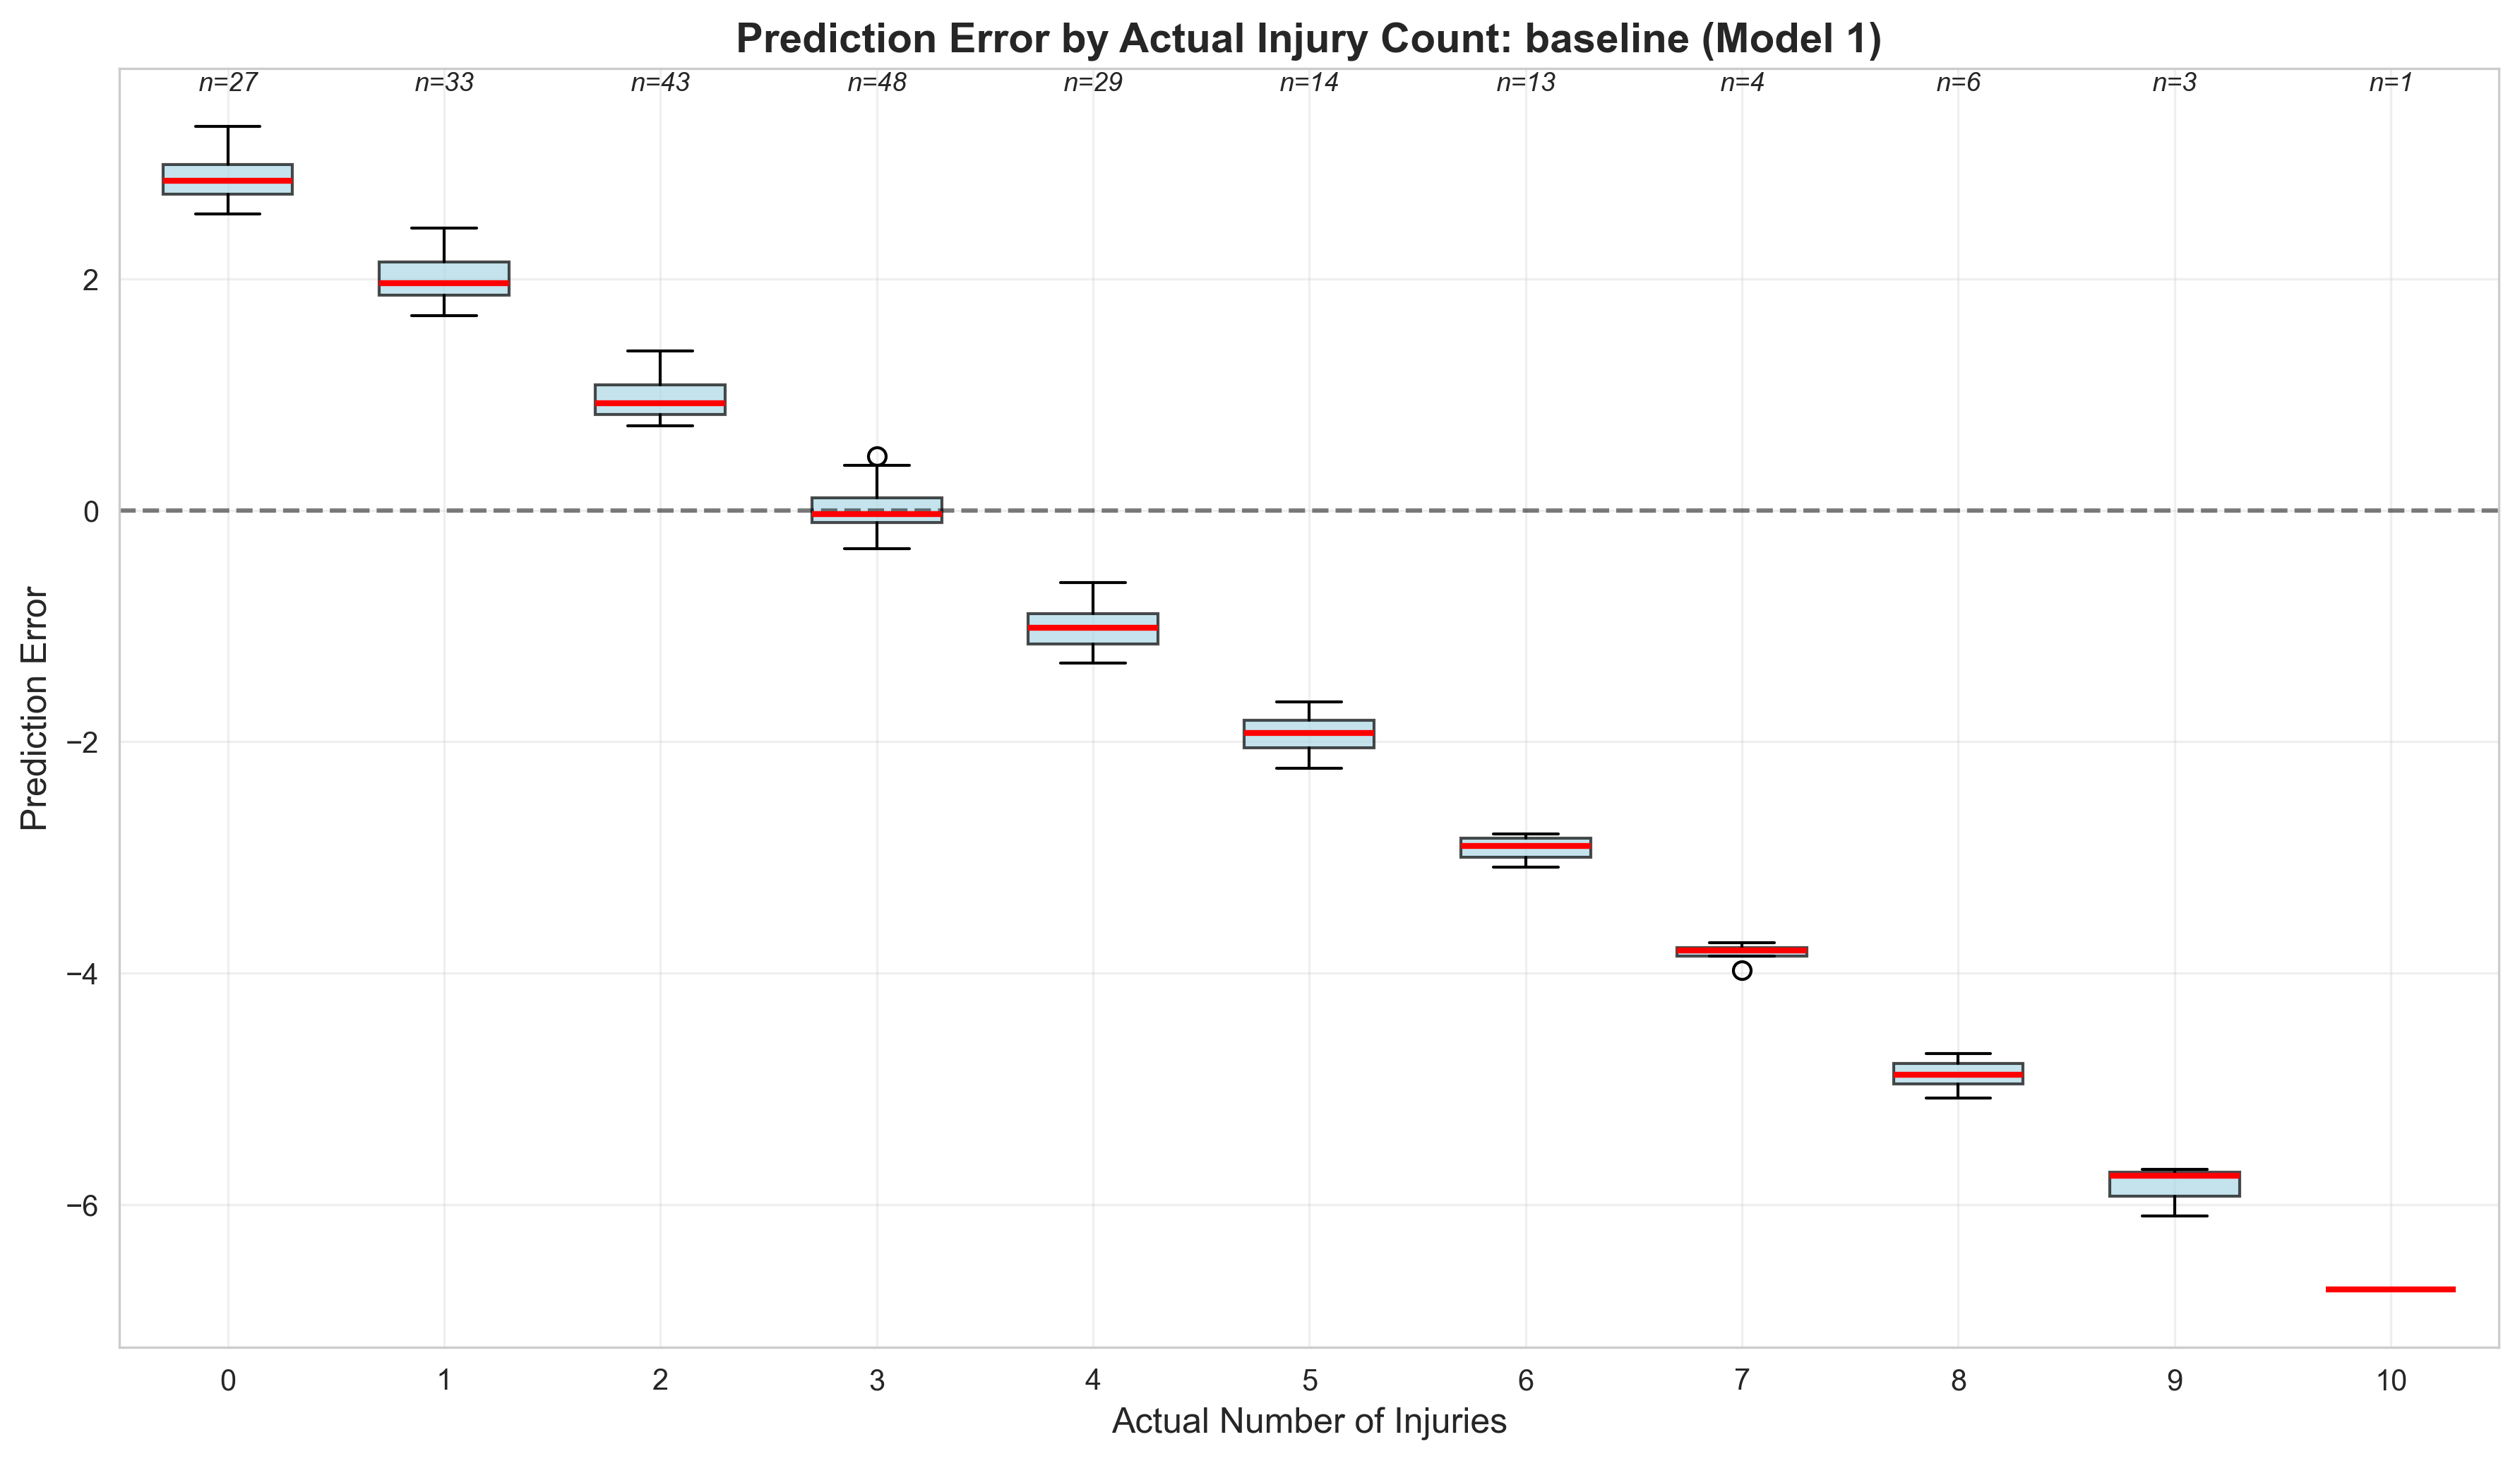 Prediction Error by Actual Injury Count: baseline (Model 1)
n=27 n=33 n=43 n=48 n=29 n=14 n=13 n=4 n=6 n=3 n=1
2
0
−2
−4
−6
Prediction Error
0 1 2 3 4 5 6 7 8 9 10
Actual Number of Injuries